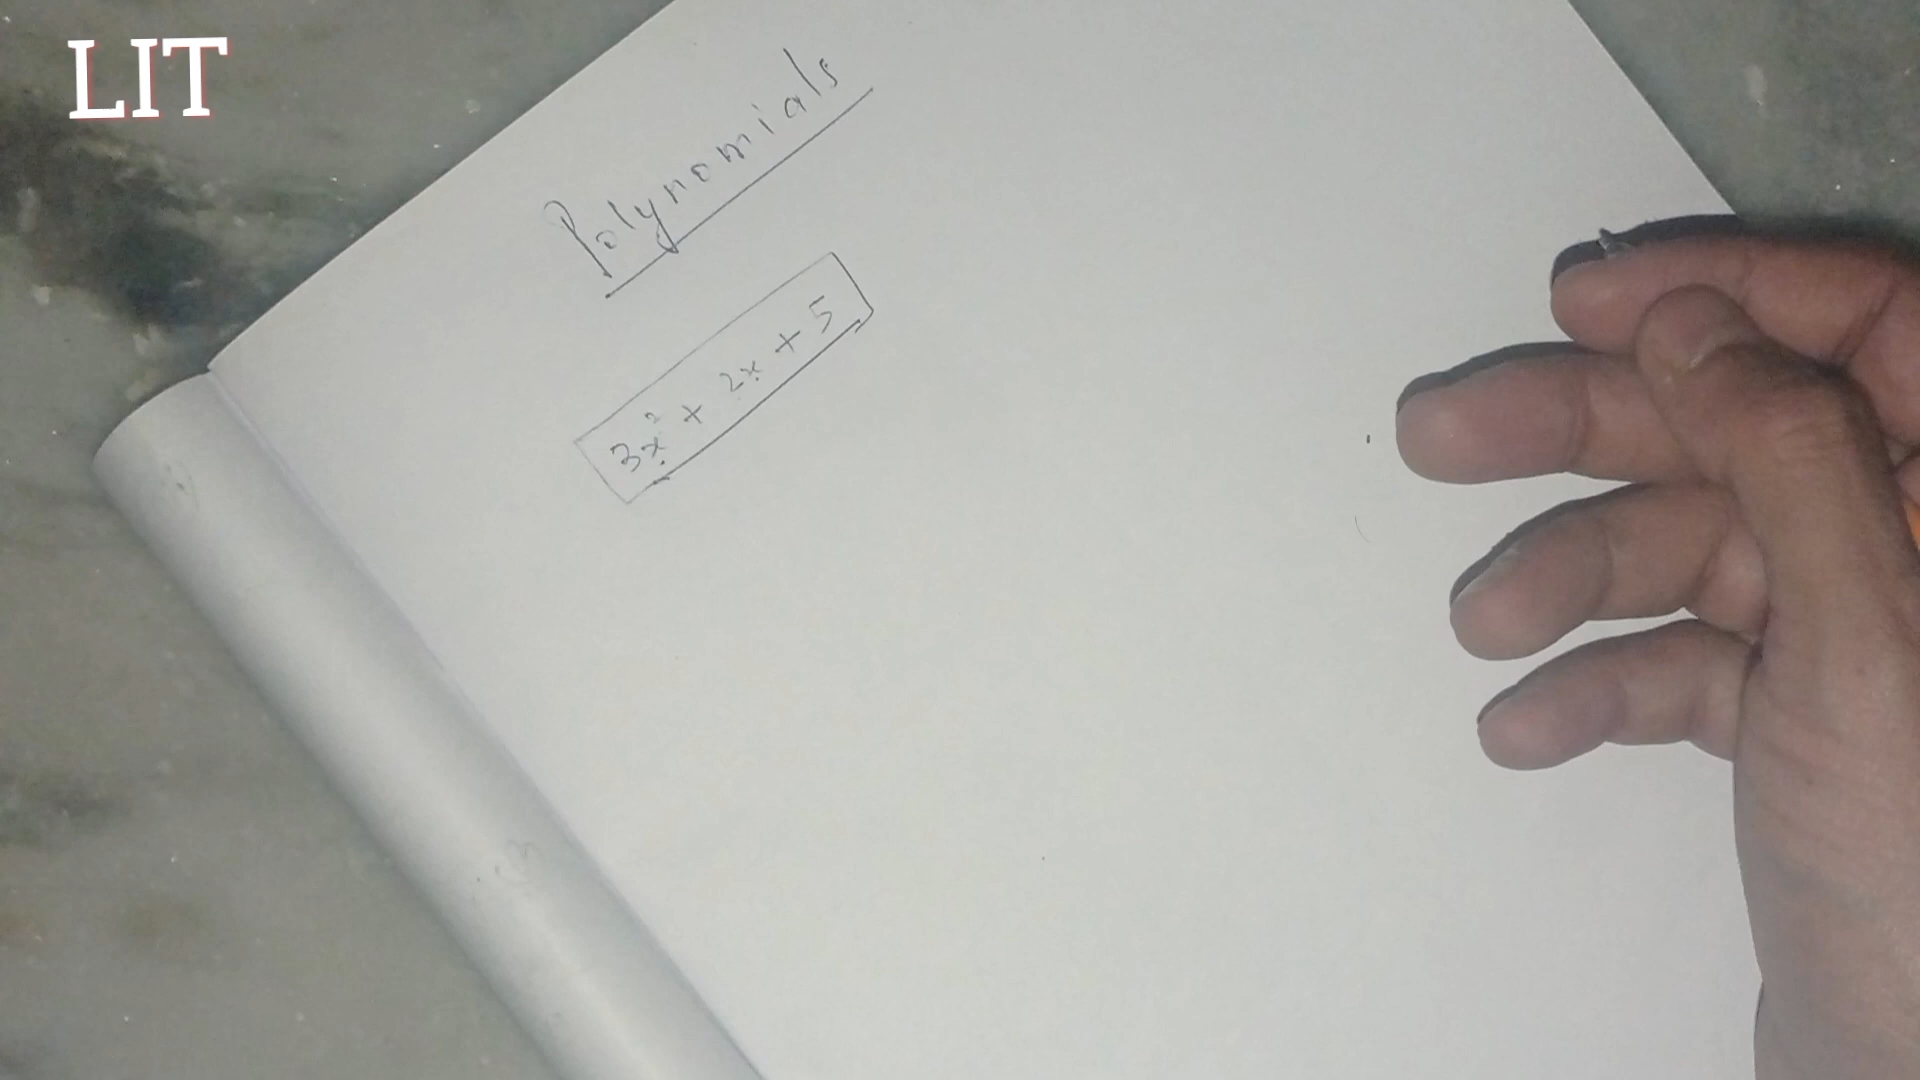 LIT
Polynomials
3x² + 2x + 5